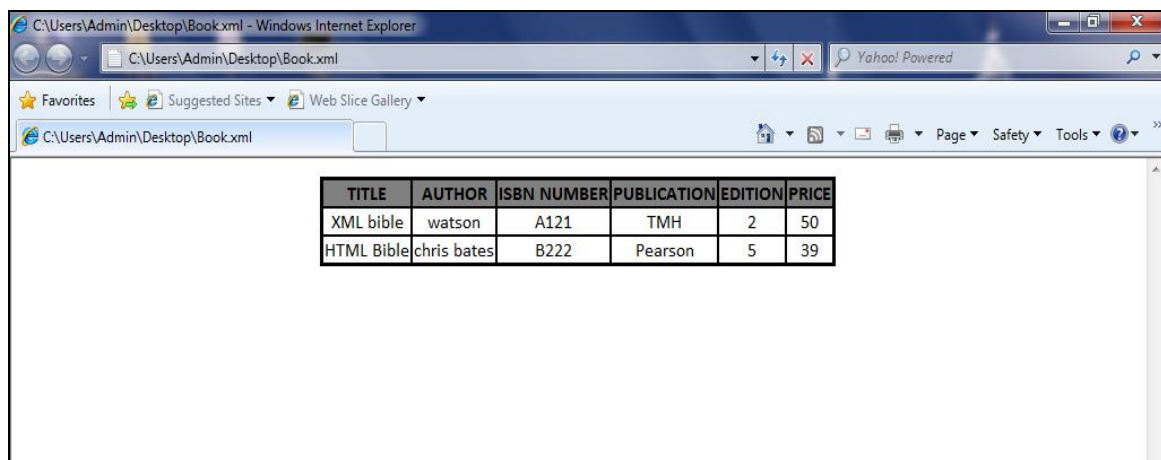 C:\Users\Admin\Desktop\Book.xml - Windows Internet Explorer
C:\Users\Admin\Desktop\Book.xml Yahoo! Powered
Favorites Suggested Sites Web Slice Gallery
C:\Users\Admin\Desktop\Book.xml Page Safety Tools
TITLE AUTHOR ISBN NUMBER PUBLICATION EDITION PRICE
XML bible watson A121 TMH 2 50
HTML Bible chris bates B222 Pearson 5 39